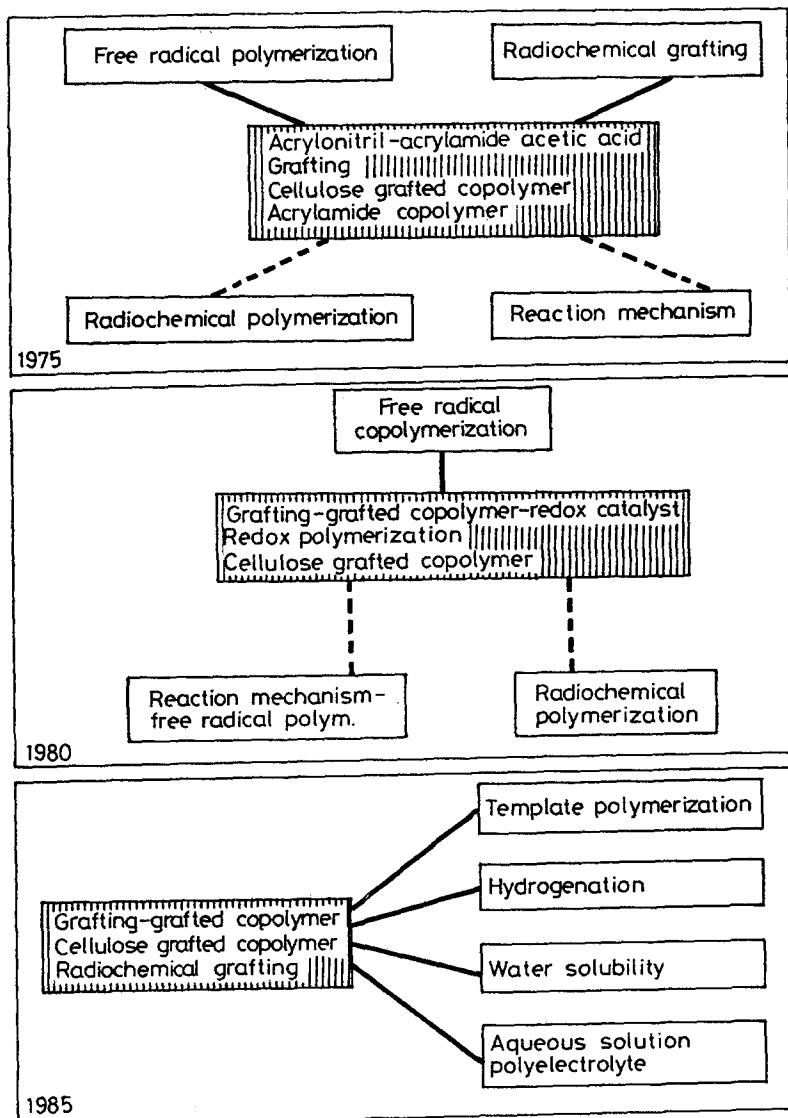 Free radical polymerization
Radiochemical grafting
Acrylonitril-acrylamide acetic acid
Grafting
Cellulose grafted copolymer
Acrylamide copolymer
Radiochemical polymerization
Reaction mechanism
1975
Free radical
copolymerization
Grafting-grafted copolymer-redox catalyst
Redox polymerization
Cellulose grafted copolymer
Reaction mechanism-
free radical polym.
Radiochemical
polymerization
1980
Template polymerization
Hydrogenation
Grafting-grafted copolymer
Cellulose grafted copolymer
Radiochemical grafting
Water solubility
Aqueous solution
polyelectrolyte
1985